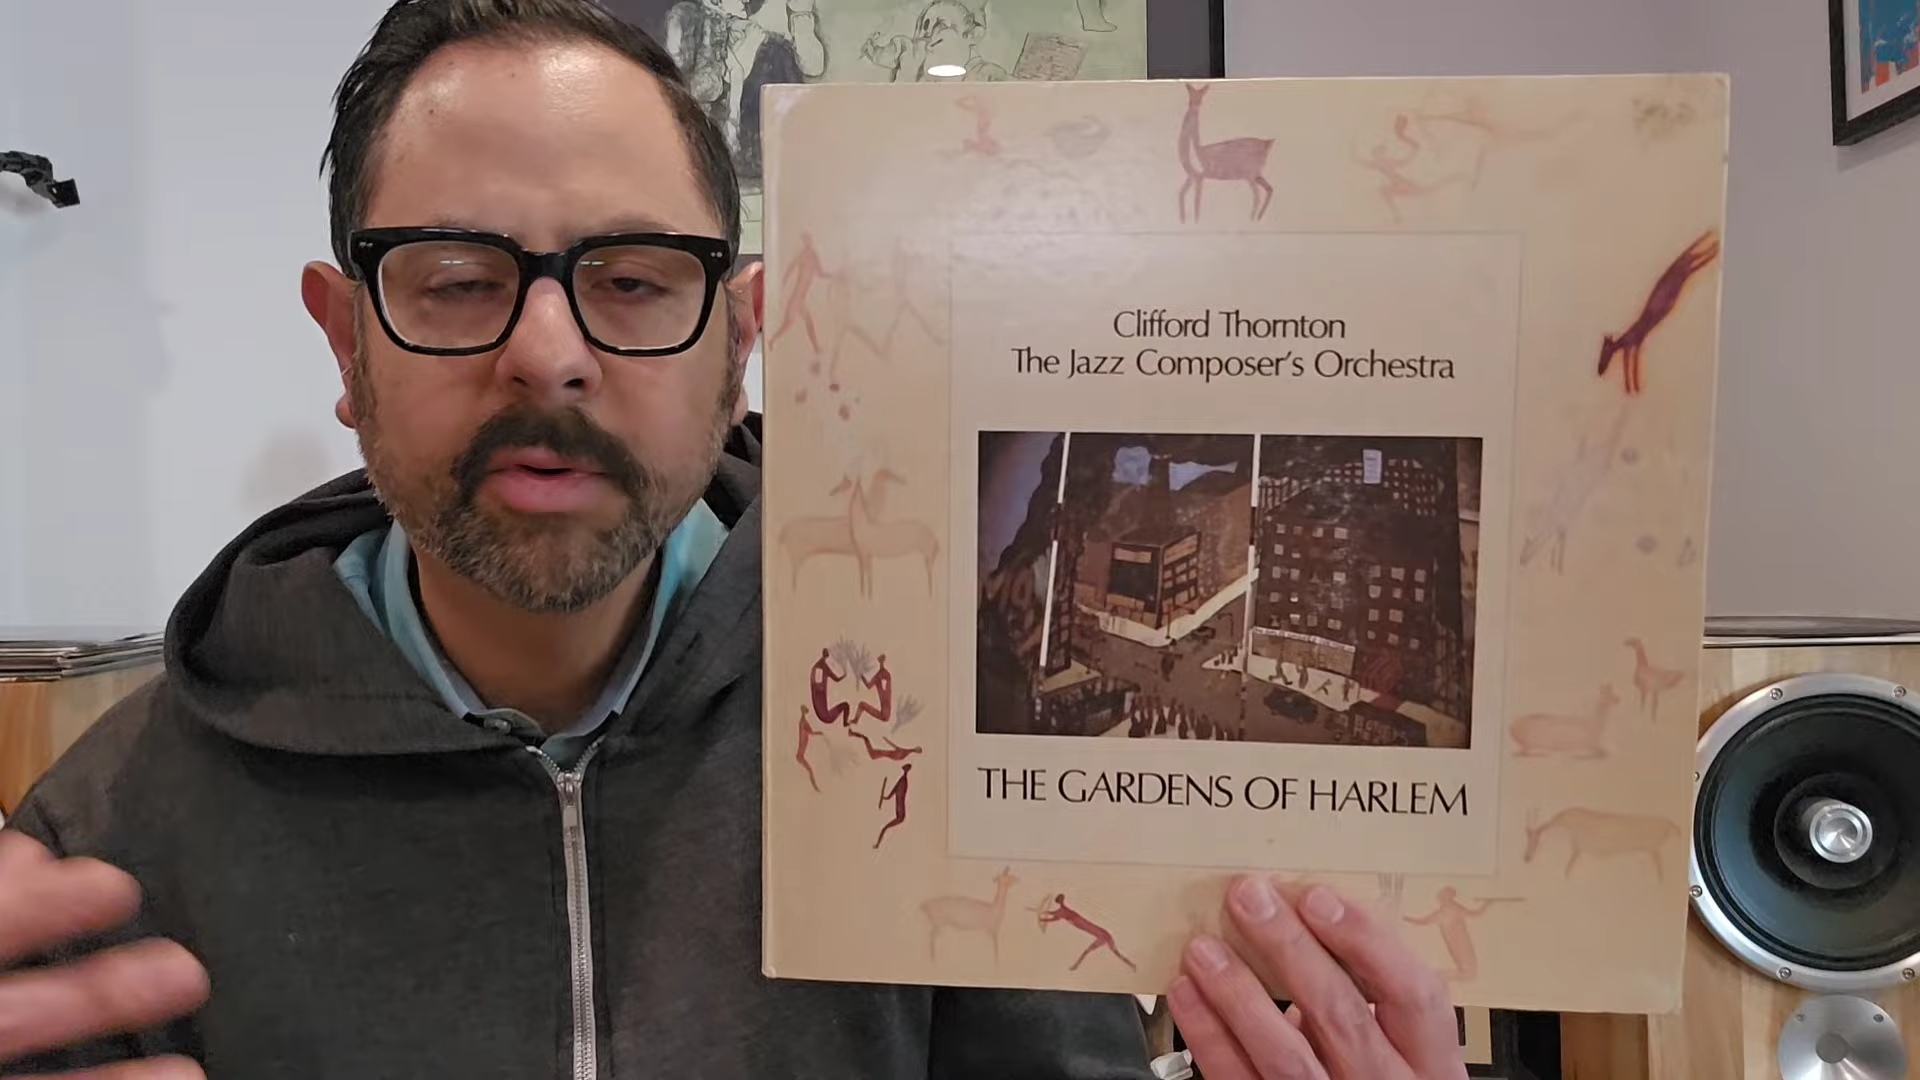 Clifford Thornton
The Jazz Composer's Orchestra
THE GARDENS OF HARLEM